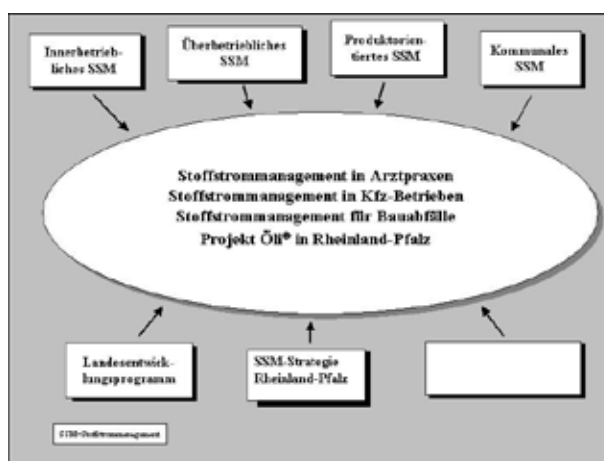 Innerbetrieb-
liches SSM
Überbetriebliches
SSM
Produktorien-
tiertes SSM
Kommunales
SSM
Stoffstrommanagement in Arztpraxen
Stoffstrommanagement in Kfz-Betrieben
Stoffstrommanagement für Bauabfälle
Projekt Öli® in Rheinland-Pfalz
Landesentwick-
lungsprogramm
SSM-Strategie
Rheinland-Pfalz
SSM=Stoffstrommanagement